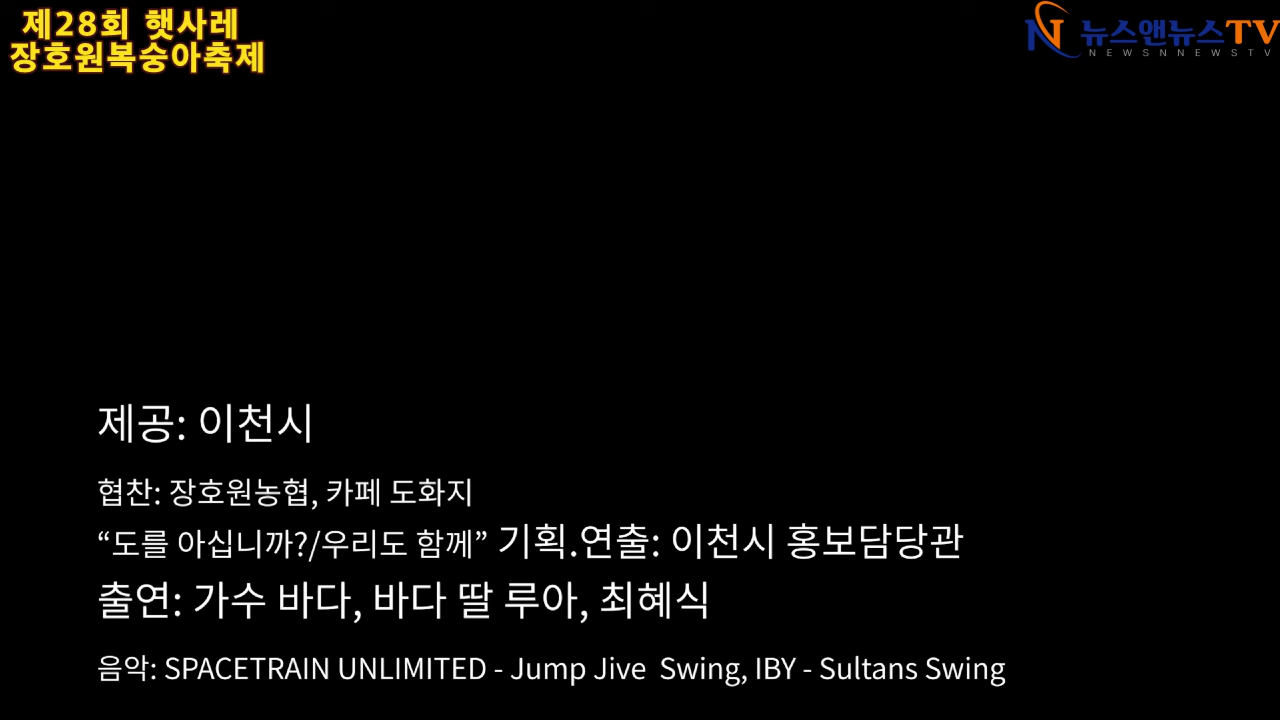 제28회 햇사레
장호원복숭아축제
뉴스앤뉴스TV
NEWSNNEWSTV
제공: 이천시
협찬: 장호원농협, 카페 도화지
“도를 아십니까?/우리도 함께” 기획.연출: 이천시 홍보담당관
출연: 가수 바다, 바다 딸 루아, 최혜식
음악: SPACETRAIN UNLIMITED - Jump Jive  Swing, IBY - Sultans Swing